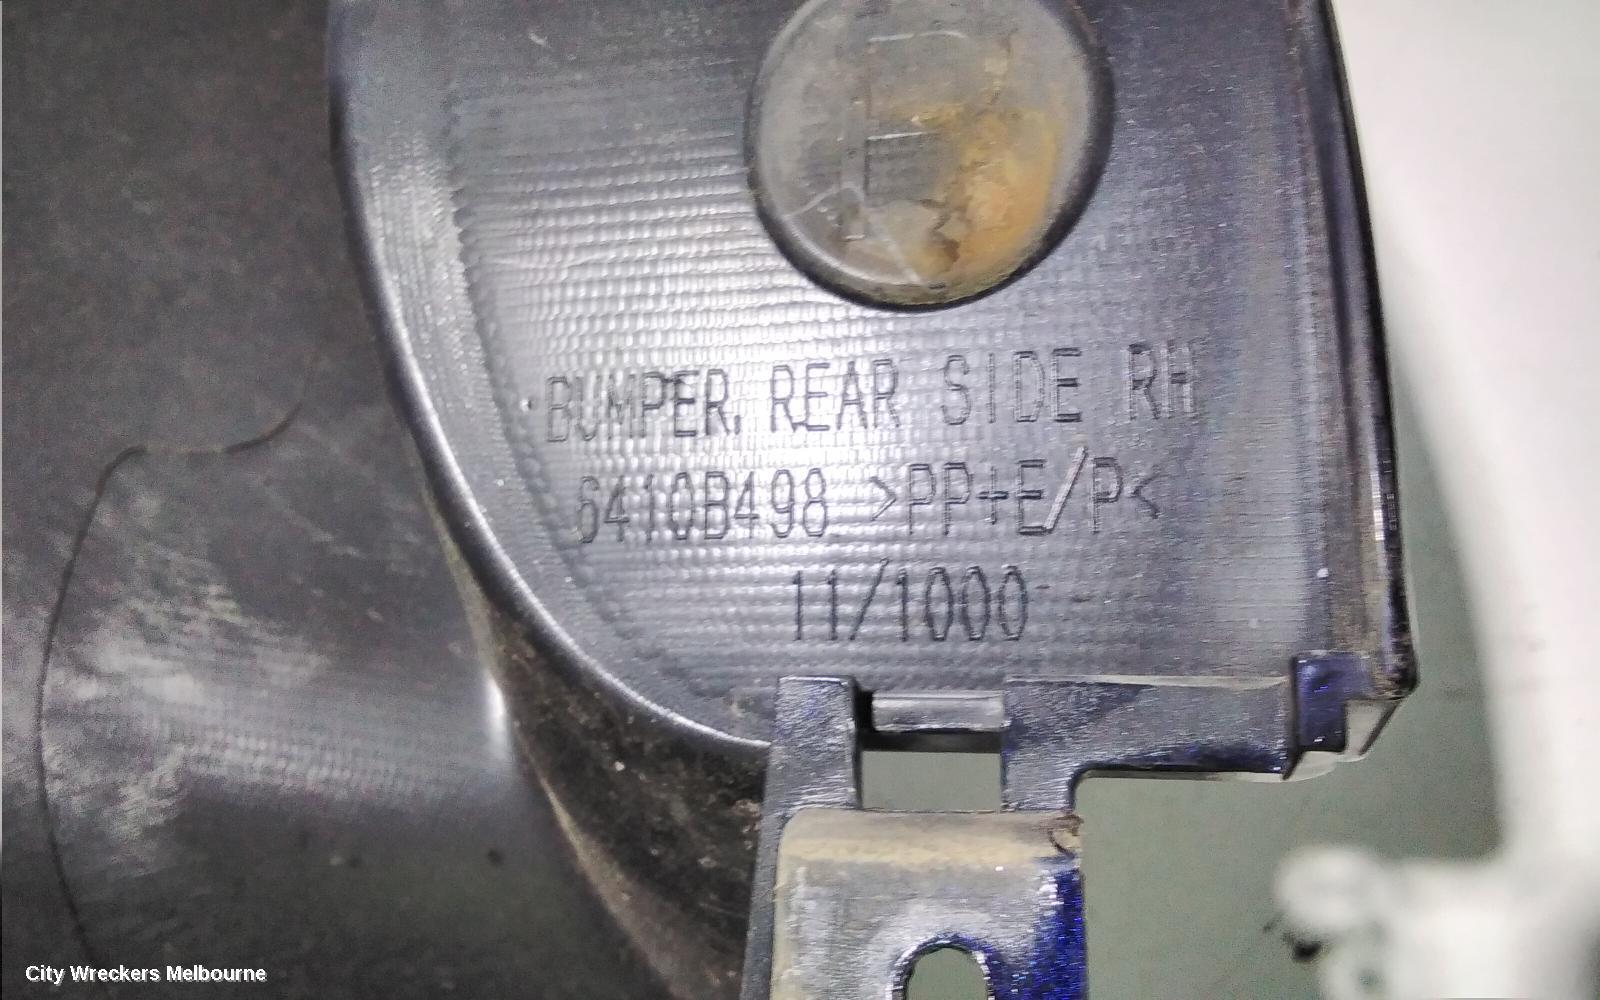 BUMPER, REAR SIDE RH
6410B498 >PP+E/P<
11/1000
City Wreckers Melbourne